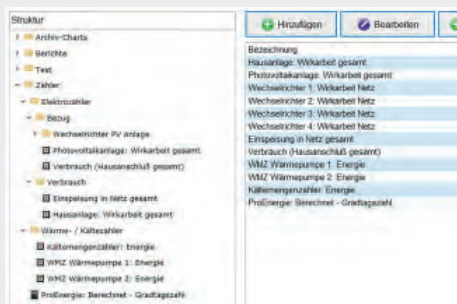 Struktur
Archiv-Charts
Berichte
Test
Zähler
Elektrozähler
Bezug
Wechselrichter PV Anlage
Photovoltaikanlage: Wirkarbeit gesamt
Verbrauch (Hausanschluß gesamt)
Verbrauch
Einspeisung in Netz gesamt
Hausanlage: Wirkarbeit gesamt
Wärme- / Kältezähler
Kältemengenzähler: Energie
WMZ Wärmepumpe 1: Energie
WMZ Wärmepumpe 2: Energie
ProEnergie: Berechnet - Gradtagszahl
Hinzufügen
Bearbeiten
Bezeichnung
Hausanlage: Wirkarbeit gesamt
Photovoltaikanlage: Wirkarbeit gesamt
Wechselrichter 1: Wirkarbeit Netz
Wechselrichter 2: Wirkarbeit Netz
Wechselrichter 3: Wirkarbeit Netz
Wechselrichter 4: Wirkarbeit Netz
Einspeisung in Netz gesamt
Verbrauch (Hausanschluß gesamt)
WMZ Wärmepumpe 1: Energie
WMZ Wärmepumpe 2: Energie
Kältemengenzähler: Energie
ProEnergie: Berechnet - Gradtagszahl